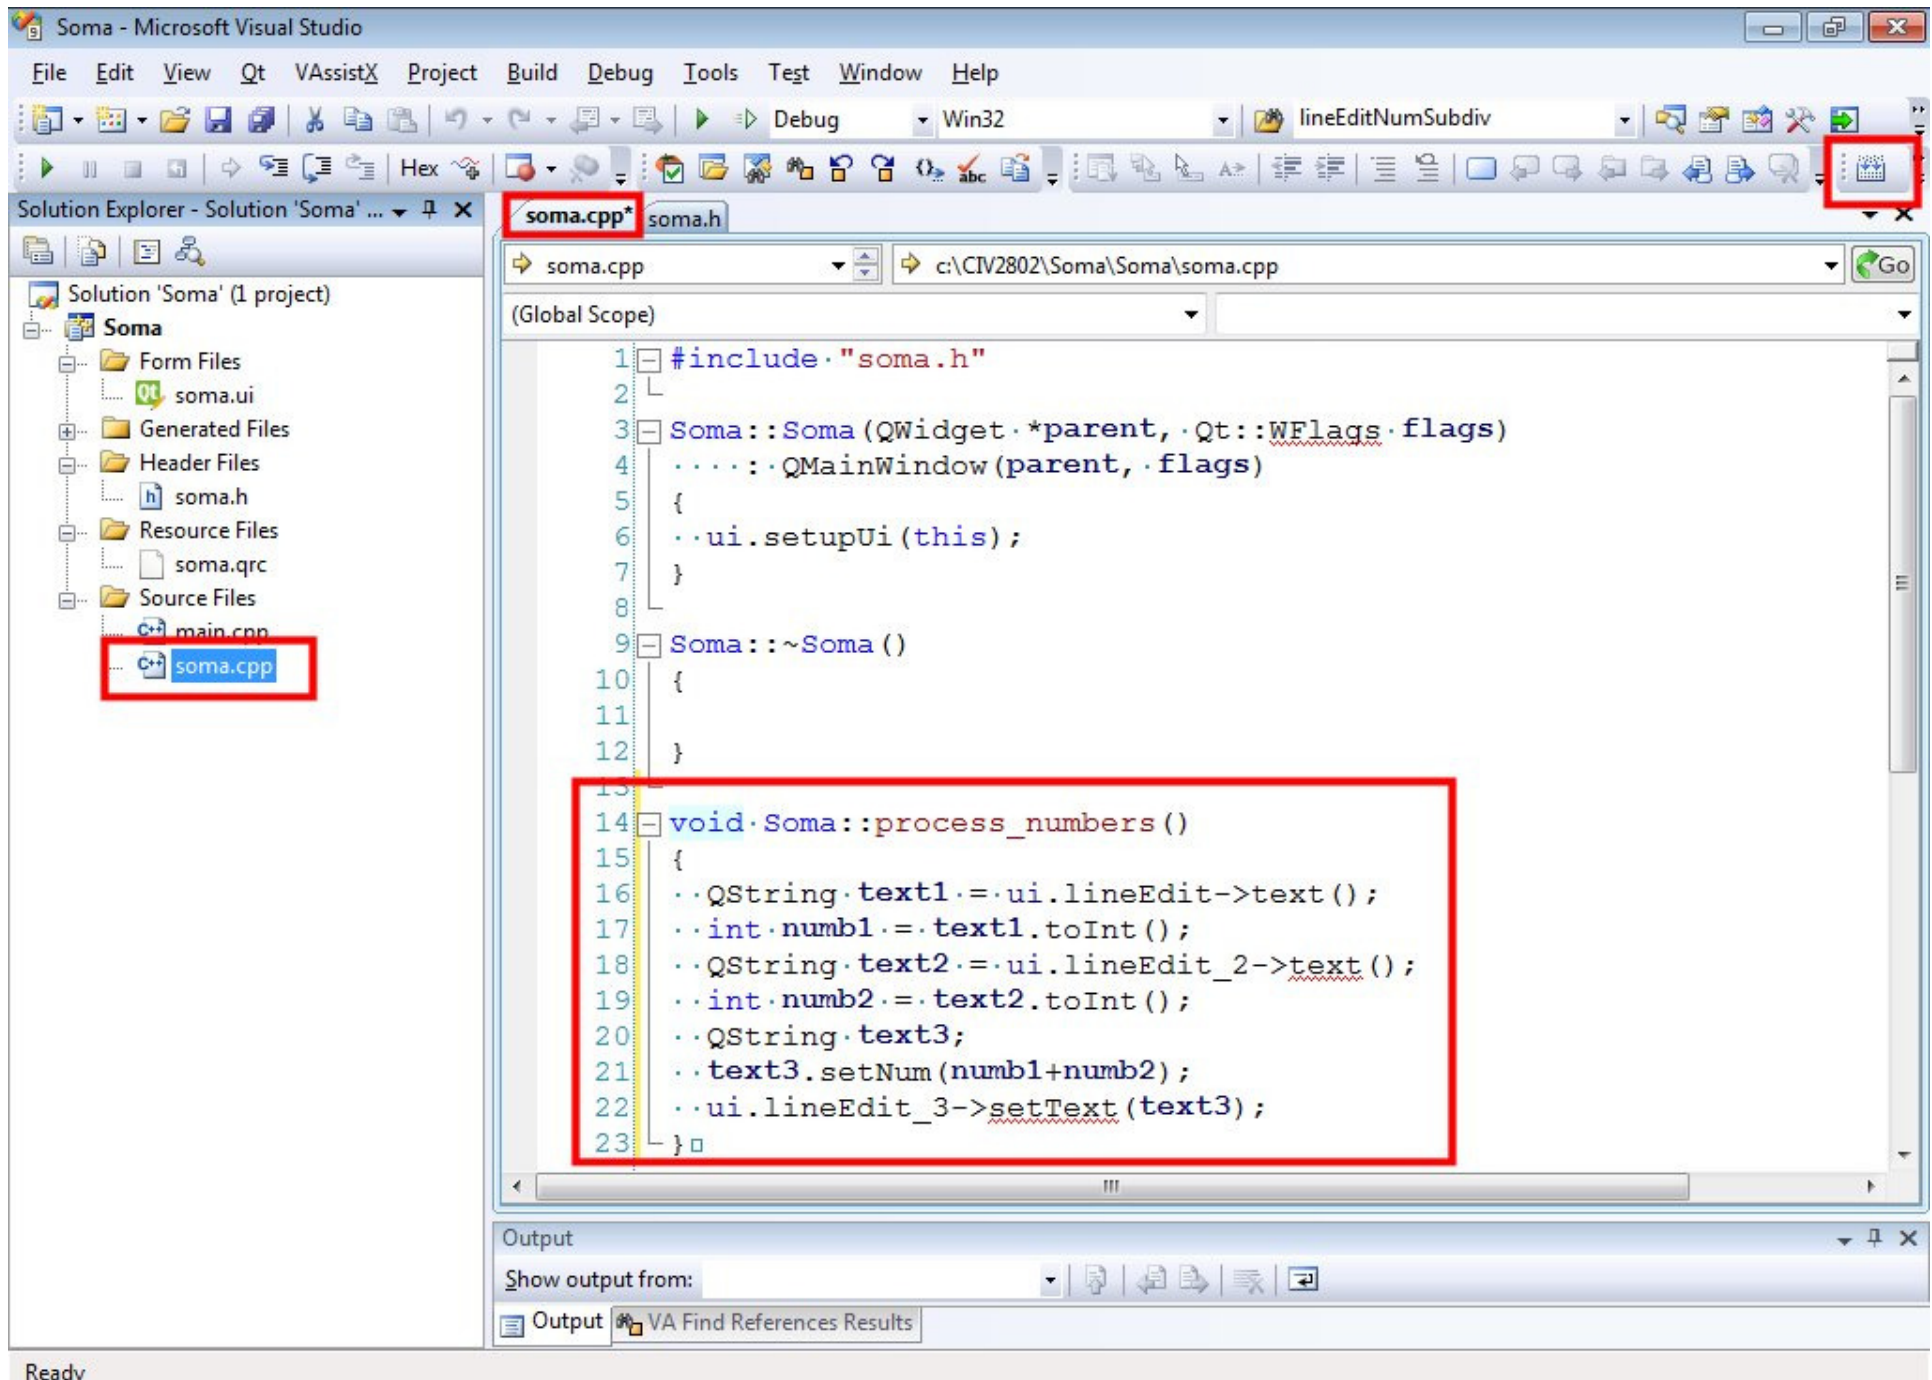 Soma - Microsoft Visual Studio
File Edit View Qt VAssistX Project Build Debug Tools Test Window Help
Debug Win32 lineEditNumSubdiv
Hex abc
Solution Explorer - Solution 'Soma' ...
soma.cpp* soma.h
soma.cpp c:\CIV2802\Soma\Soma\soma.cpp Go
(Global Scope)
Solution 'Soma' (1 project)
Soma
Form Files
soma.ui
Generated Files
Header Files
soma.h
Resource Files
soma.qrc
Source Files
main.cpp
soma.cpp
1 #include·"soma.h"
2
3 Soma::Soma(QWidget·*parent,·Qt::WFlags·flags)
4 ····:·QMainWindow(parent,·flags)
5 {
6 ··ui.setupUi(this);
7 }
8
9 Soma::~Soma()
10 {
11
12 }
13
14 void·Soma::process_numbers()
15 {
16 ··QString·text1·=·ui.lineEdit->text();
17 ··int·numb1·=·text1.toInt();
18 ··QString·text2·=·ui.lineEdit_2->text();
19 ··int·numb2·=·text2.toInt();
20 ··QString·text3;
21 ··text3.setNum(numb1+numb2);
22 ··ui.lineEdit_3->setText(text3);
23 }
Output
Show output from:
Output VA Find References Results
Ready